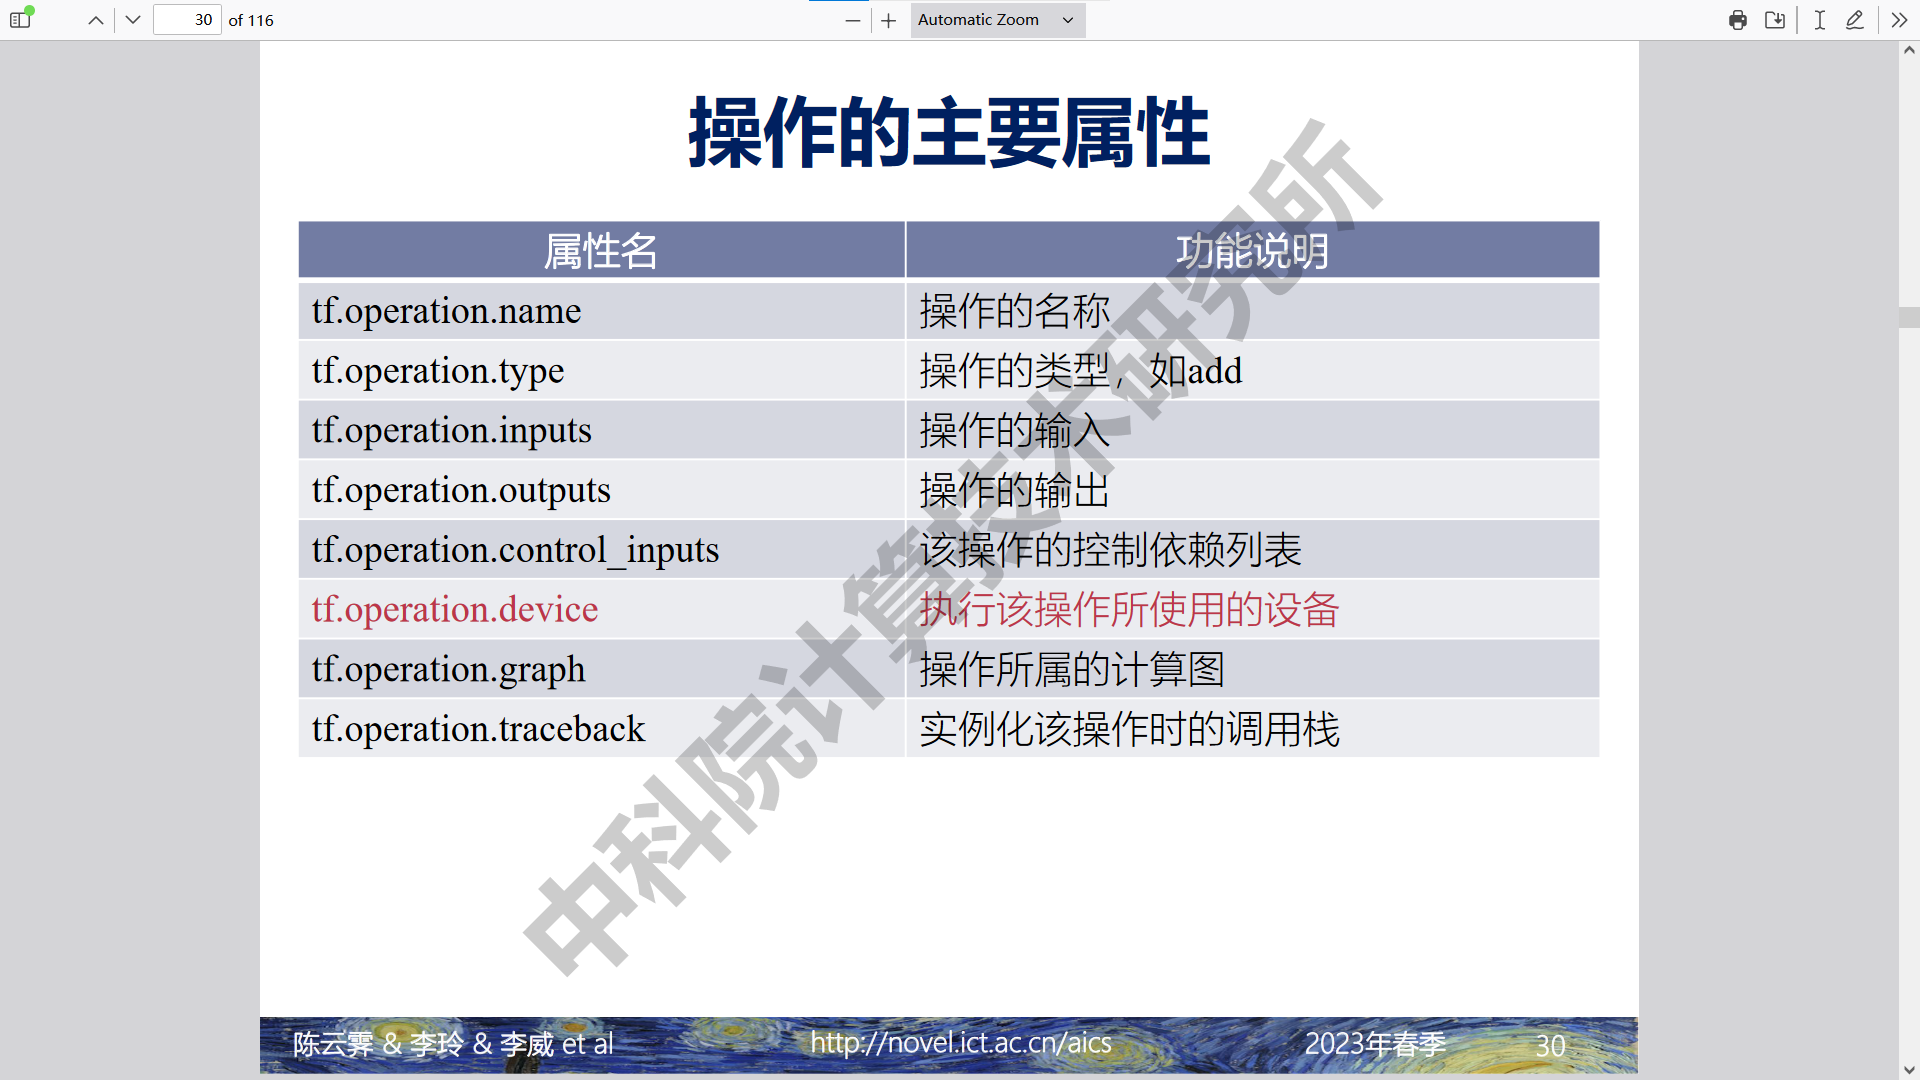 30 of 116
Automatic Zoom
操作的主要属性
属性名 功能说明
tf.operation.name 操作的名称
tf.operation.type 操作的类型，如add
tf.operation.inputs 操作的输入
tf.operation.outputs 操作的输出
tf.operation.control_inputs 该操作的控制依赖列表
tf.operation.device 执行该操作所使用的设备
tf.operation.graph 操作所属的计算图
tf.operation.traceback 实例化该操作时的调用栈
中科院计算技术研究所
陈云霁 & 李玲 & 李威 et al http://novel.ict.ac.cn/aics 2023年春季 30